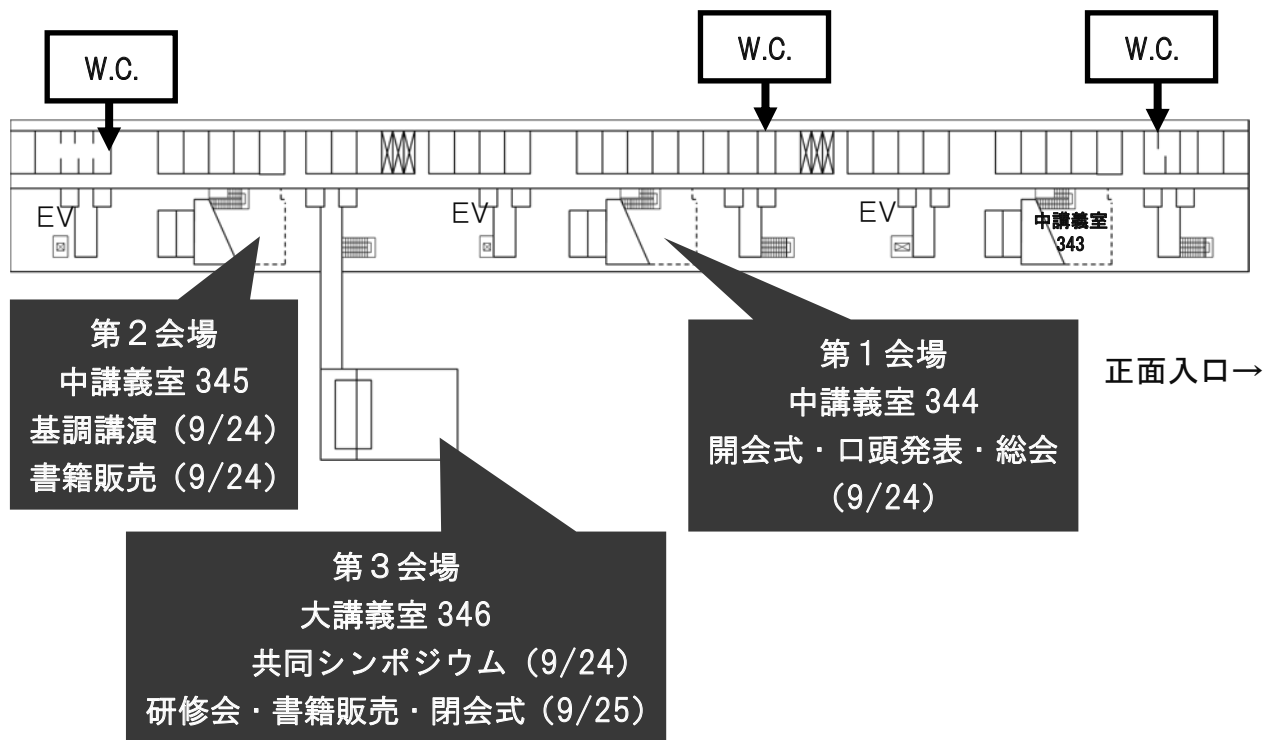 W.C.
W.C.
W.C.
EV
EV
EV
中講義室
343
第２会場
中講義室 345
基調講演（9/24）
書籍販売（9/24）
第１会場
中講義室 344
開会式・口頭発表・総会
（9/24）
正面入口→
第３会場
大講義室 346
共同シンポジウム（9/24）
研修会・書籍販売・閉会式（9/25）